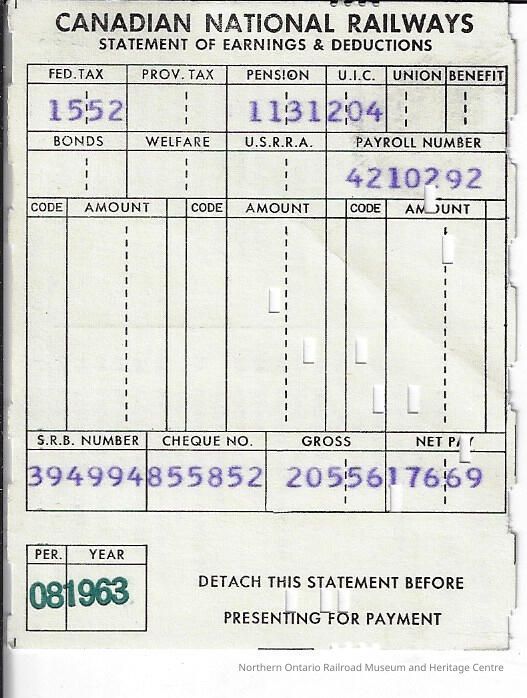 CANADIAN NATIONAL RAILWAYS
STATEMENT OF EARNINGS & DEDUCTIONS
FED. TAX PROV. TAX PENSION U.I.C. UNION BENEFIT
1552 1131204
BONDS WELFARE U.S.R.R.A. PAYROLL NUMBER
4210292
CODE AMOUNT CODE AMOUNT CODE AMOUNT
S.R.B. NUMBER CHEQUE NO. GROSS NET PAY
394994 855852 20556 17669
PER. YEAR
08 1963
DETACH THIS STATEMENT BEFORE
PRESENTING FOR PAYMENT
Northern Ontario Railroad Museum and Heritage Centre